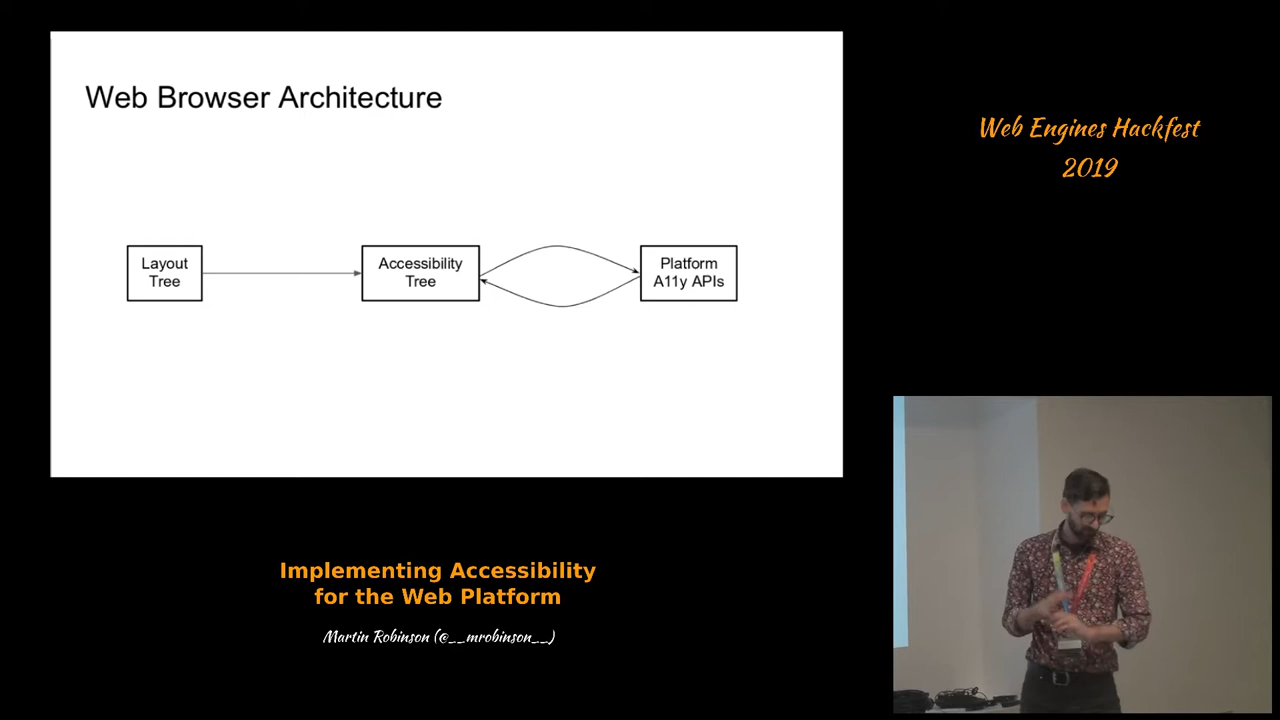 Web Browser Architecture
Layout
Tree
Accessibility
Tree
Platform
A11y APIs
Web Engines Hackfest
2019
Implementing Accessibility
for the Web Platform
Martin Robinson (@__mrobinson__)